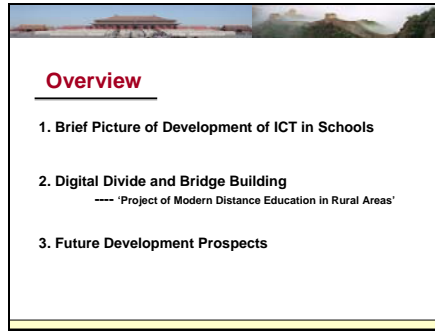 Overview
1. Brief Picture of Development of ICT in Schools
2. Digital Divide and Bridge Building
---- ‘Project of Modern Distance Education in Rural Areas’
3. Future Development Prospects